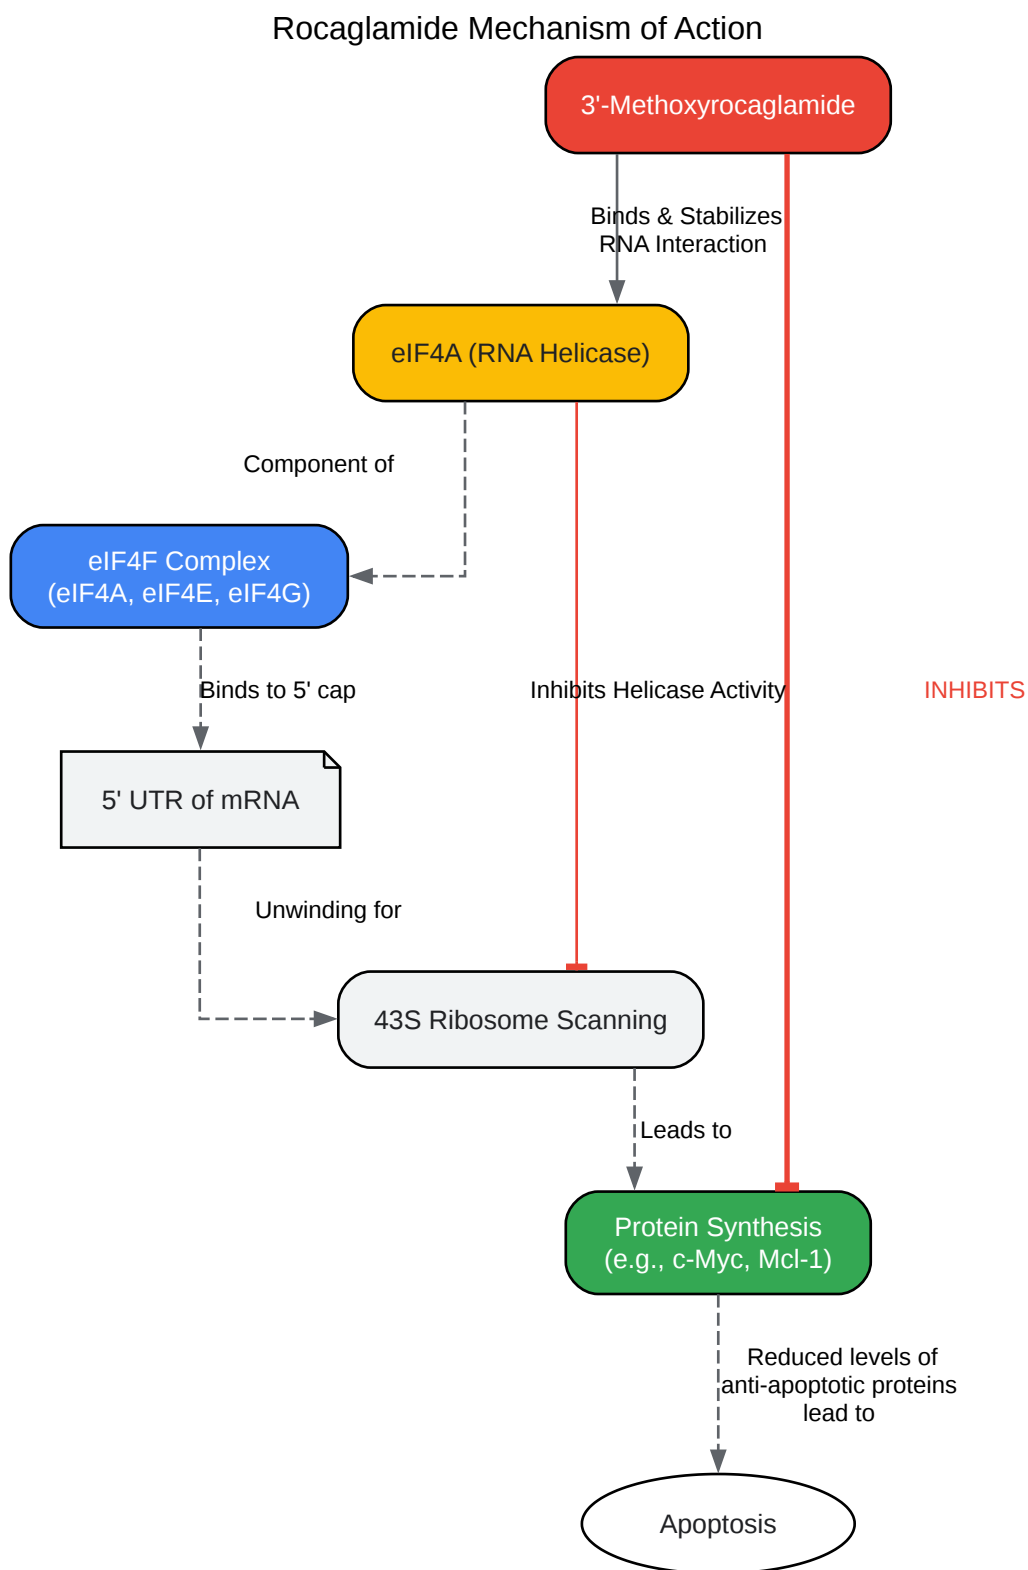 Rocaglamide Mechanism of Action
3'-Methoxyrocaglamide
Binds & Stabilizes
RNA Interaction
eIF4A (RNA Helicase)
Component of
eIF4F Complex
(eIF4A, eIF4E, eIF4G)
Binds to 5' cap
Inhibits Helicase Activity
INHIBITS
5' UTR of mRNA
Unwinding for
43S Ribosome Scanning
Leads to
Protein Synthesis
(e.g., c-Myc, Mcl-1)
Reduced levels of
anti-apoptotic proteins
lead to
Apoptosis